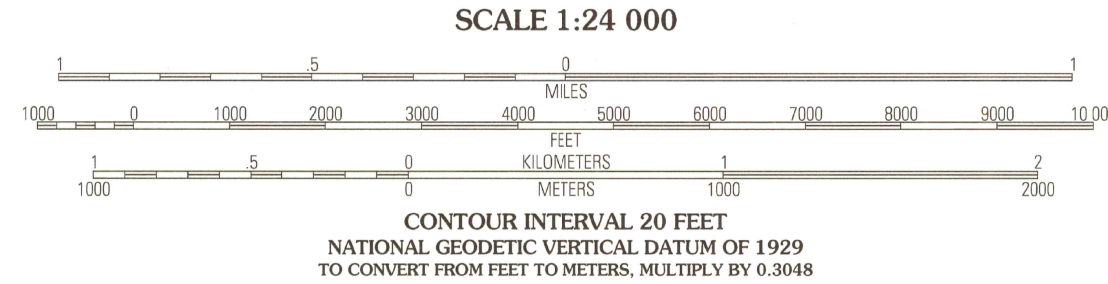 SCALE 1:24 000
1 .5 0 1
MILES
1000 0 1000 2000 3000 4000 5000 6000 7000 8000 9000 10 00
FEET
1 .5 0 KILOMETERS 1 2
1000 0 METERS 1000 2000
CONTOUR INTERVAL 20 FEET
NATIONAL GEODETIC VERTICAL DATUM OF 1929
TO CONVERT FROM FEET TO METERS, MULTIPLY BY 0.3048